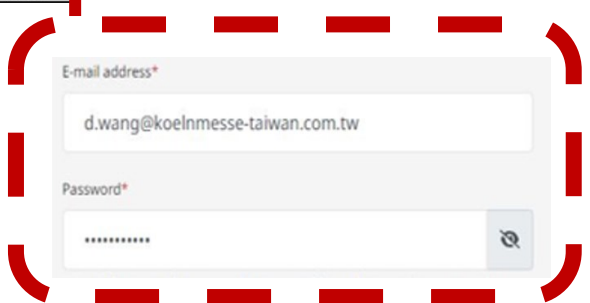 E-mail address*
d.wang@koelnmesse-taiwan.com.tw
Password*
•••••••••••